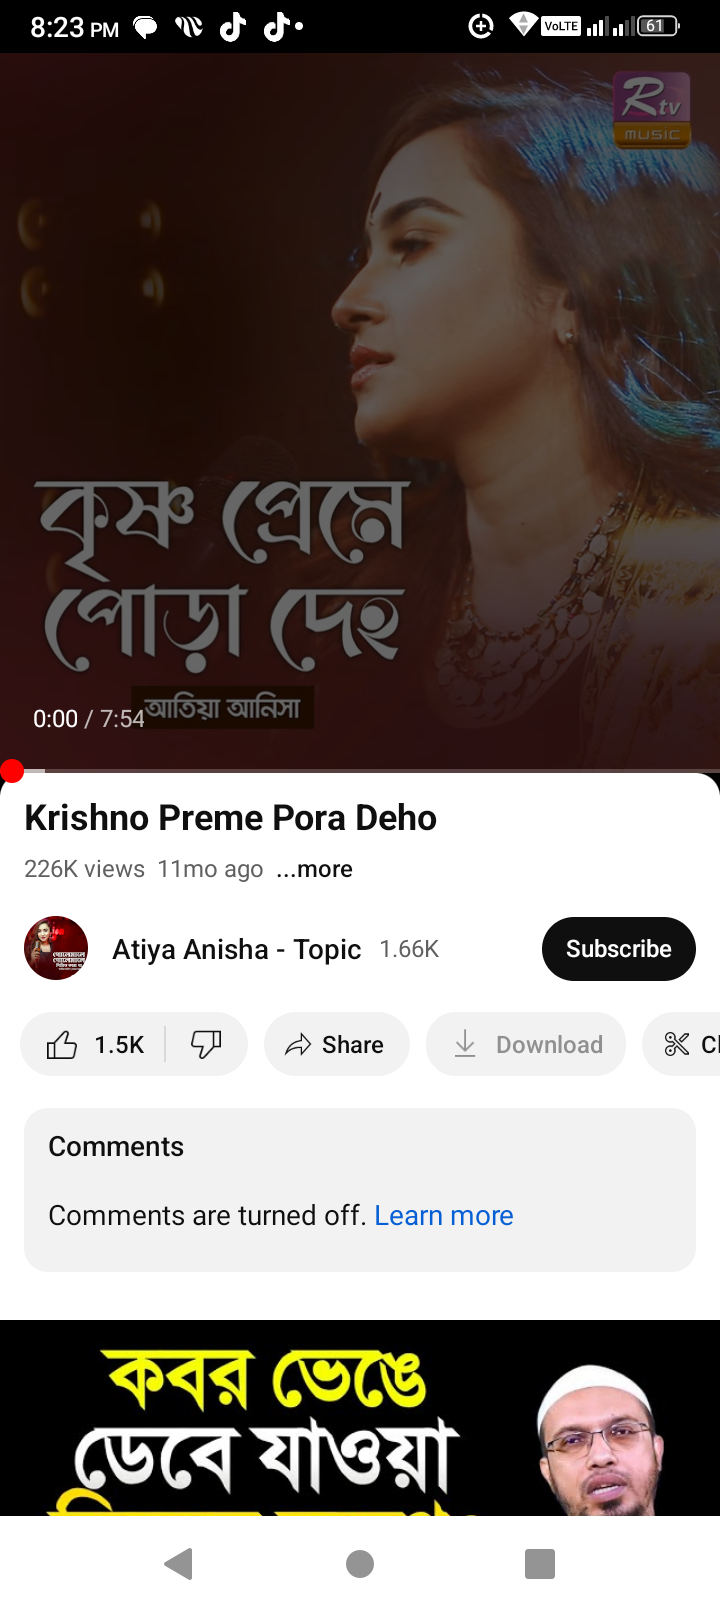 8:23 PM
VoLTE
61
Rtv
MUSIC
কৃষ্ণ প্রেমে
পোড়া দেহ
আতিয়া আনিসা
0:00 / 7:54
Krishno Preme Pora Deho
226K views 11mo ago ...more
Atiya Anisha - Topic 1.66K
Subscribe
1.5K
Share
Download
Comments
Comments are turned off. Learn more
কবর ভেঙে
ডেবে যাওয়া